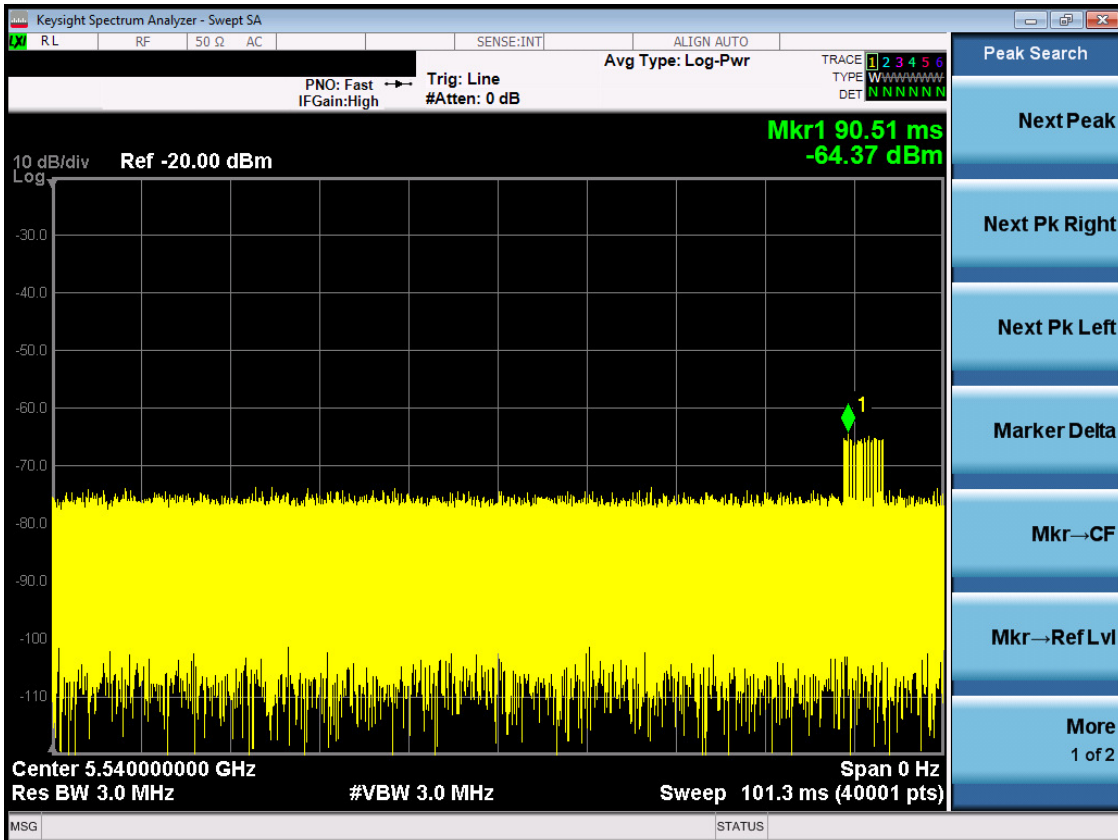 Keysight Spectrum Analyzer - Swept SA
LXI RL RF 50 Ω AC SENSE:INT ALIGN AUTO
PNO: Fast
IFGain:High
Trig: Line
#Atten: 0 dB
Avg Type: Log-Pwr
TRACE 1 2 3 4 5 6
TYPE WWWWWW
DET N N N N N N
Mkr1 90.51 ms
-64.37 dBm
10 dB/div Ref -20.00 dBm
Log
1
-30.0
-40.0
-50.0
-60.0
-70.0
-80.0
-90.0
-100
-110
Center 5.540000000 GHz Span 0 Hz
Res BW 3.0 MHz #VBW 3.0 MHz Sweep 101.3 ms (40001 pts)
MSG STATUS
Peak Search
Next Peak
Next Pk Right
Next Pk Left
Marker Delta
Mkr→CF
Mkr→Ref Lvl
More
1 of 2